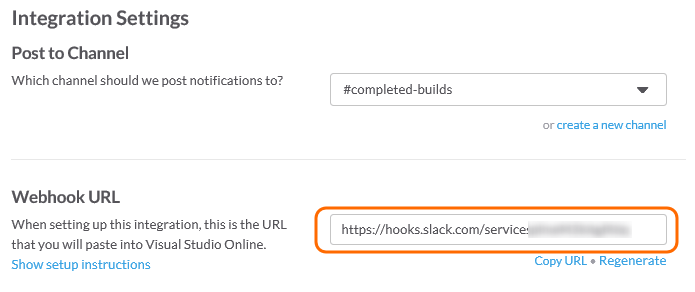 Integration Settings
Post to Channel
Which channel should we post notifications to?
#completed-builds
or create a new channel
Webhook URL
When setting up this integration, this is the URL
that you will paste into Visual Studio Online.
Show setup instructions
https://hooks.slack.com/services
Copy URL • Regenerate